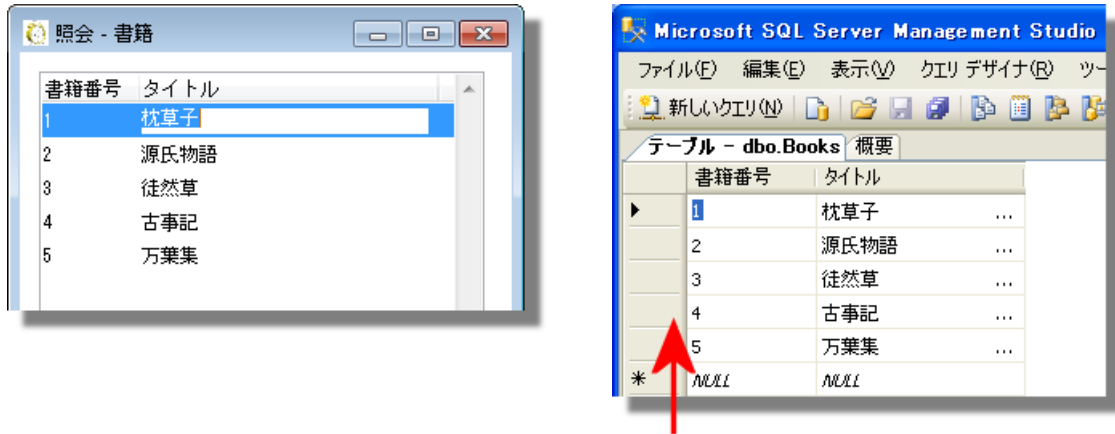 照会 - 書籍
書籍番号 タイトル
1 枕草子
2 源氏物語
3 徒然草
4 古事記
5 万葉集
Microsoft SQL Server Management Studio
ファイル(F) 編集(E) 表示(V) クエリ デザイナ(R) ツー
新しいクエリ(N)
テーブル - dbo.Books 概要
書籍番号 タイトル
1 枕草子 ...
2 源氏物語 ...
3 徒然草 ...
4 古事記 ...
5 万葉集 ...
NULL NULL